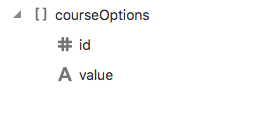 [ ] courseOptions
# id
A value